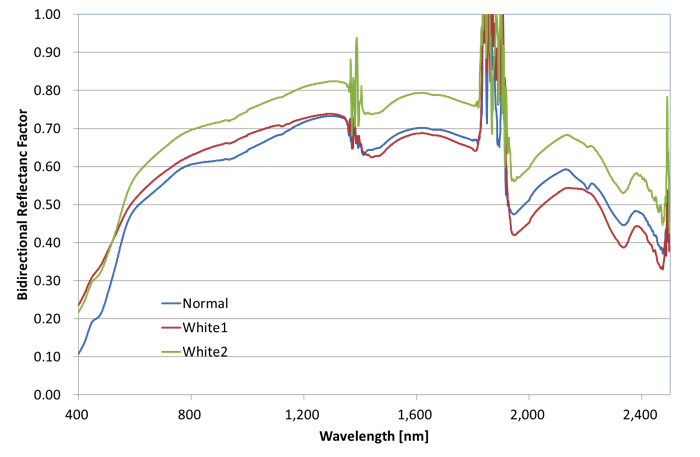 Bidirectional Reflectanc Factor
1.00
0.90
0.80
0.70
0.60
0.50
0.40
0.30
0.20
0.10
0.00
Normal
White1
White2
400 800 1,200 1,600 2,000 2,400
Wavelength [nm]